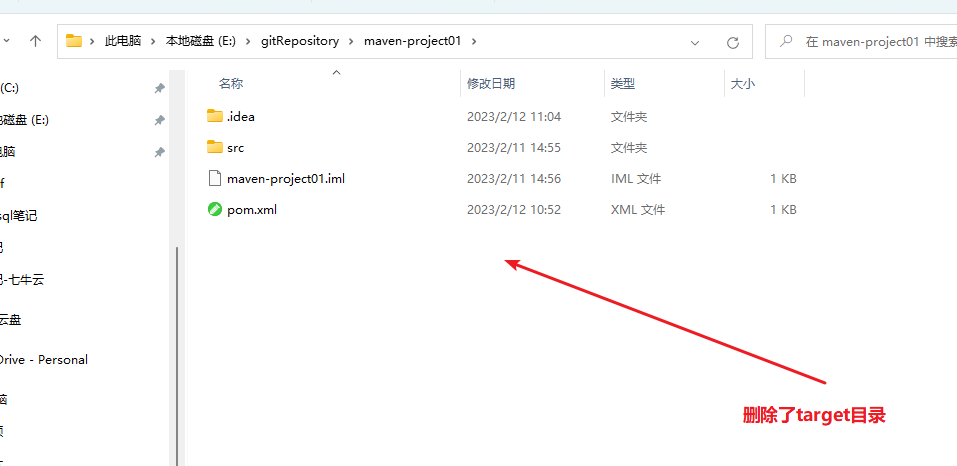 此电脑 本地磁盘 (E:) gitRepository maven-project01
在 maven-project01 中搜索
名称 修改日期 类型 大小
(C:)
.idea 2023/2/12 11:04 文件夹
磁盘 (E:)
src 2023/2/11 14:55 文件夹
电脑
maven-project01.iml 2023/2/11 14:56 IML 文件 1 KB
f
pom.xml 2023/2/12 10:52 XML 文件 1 KB
sql笔记
-七牛云
云盘
Drive - Personal
删除了target目录